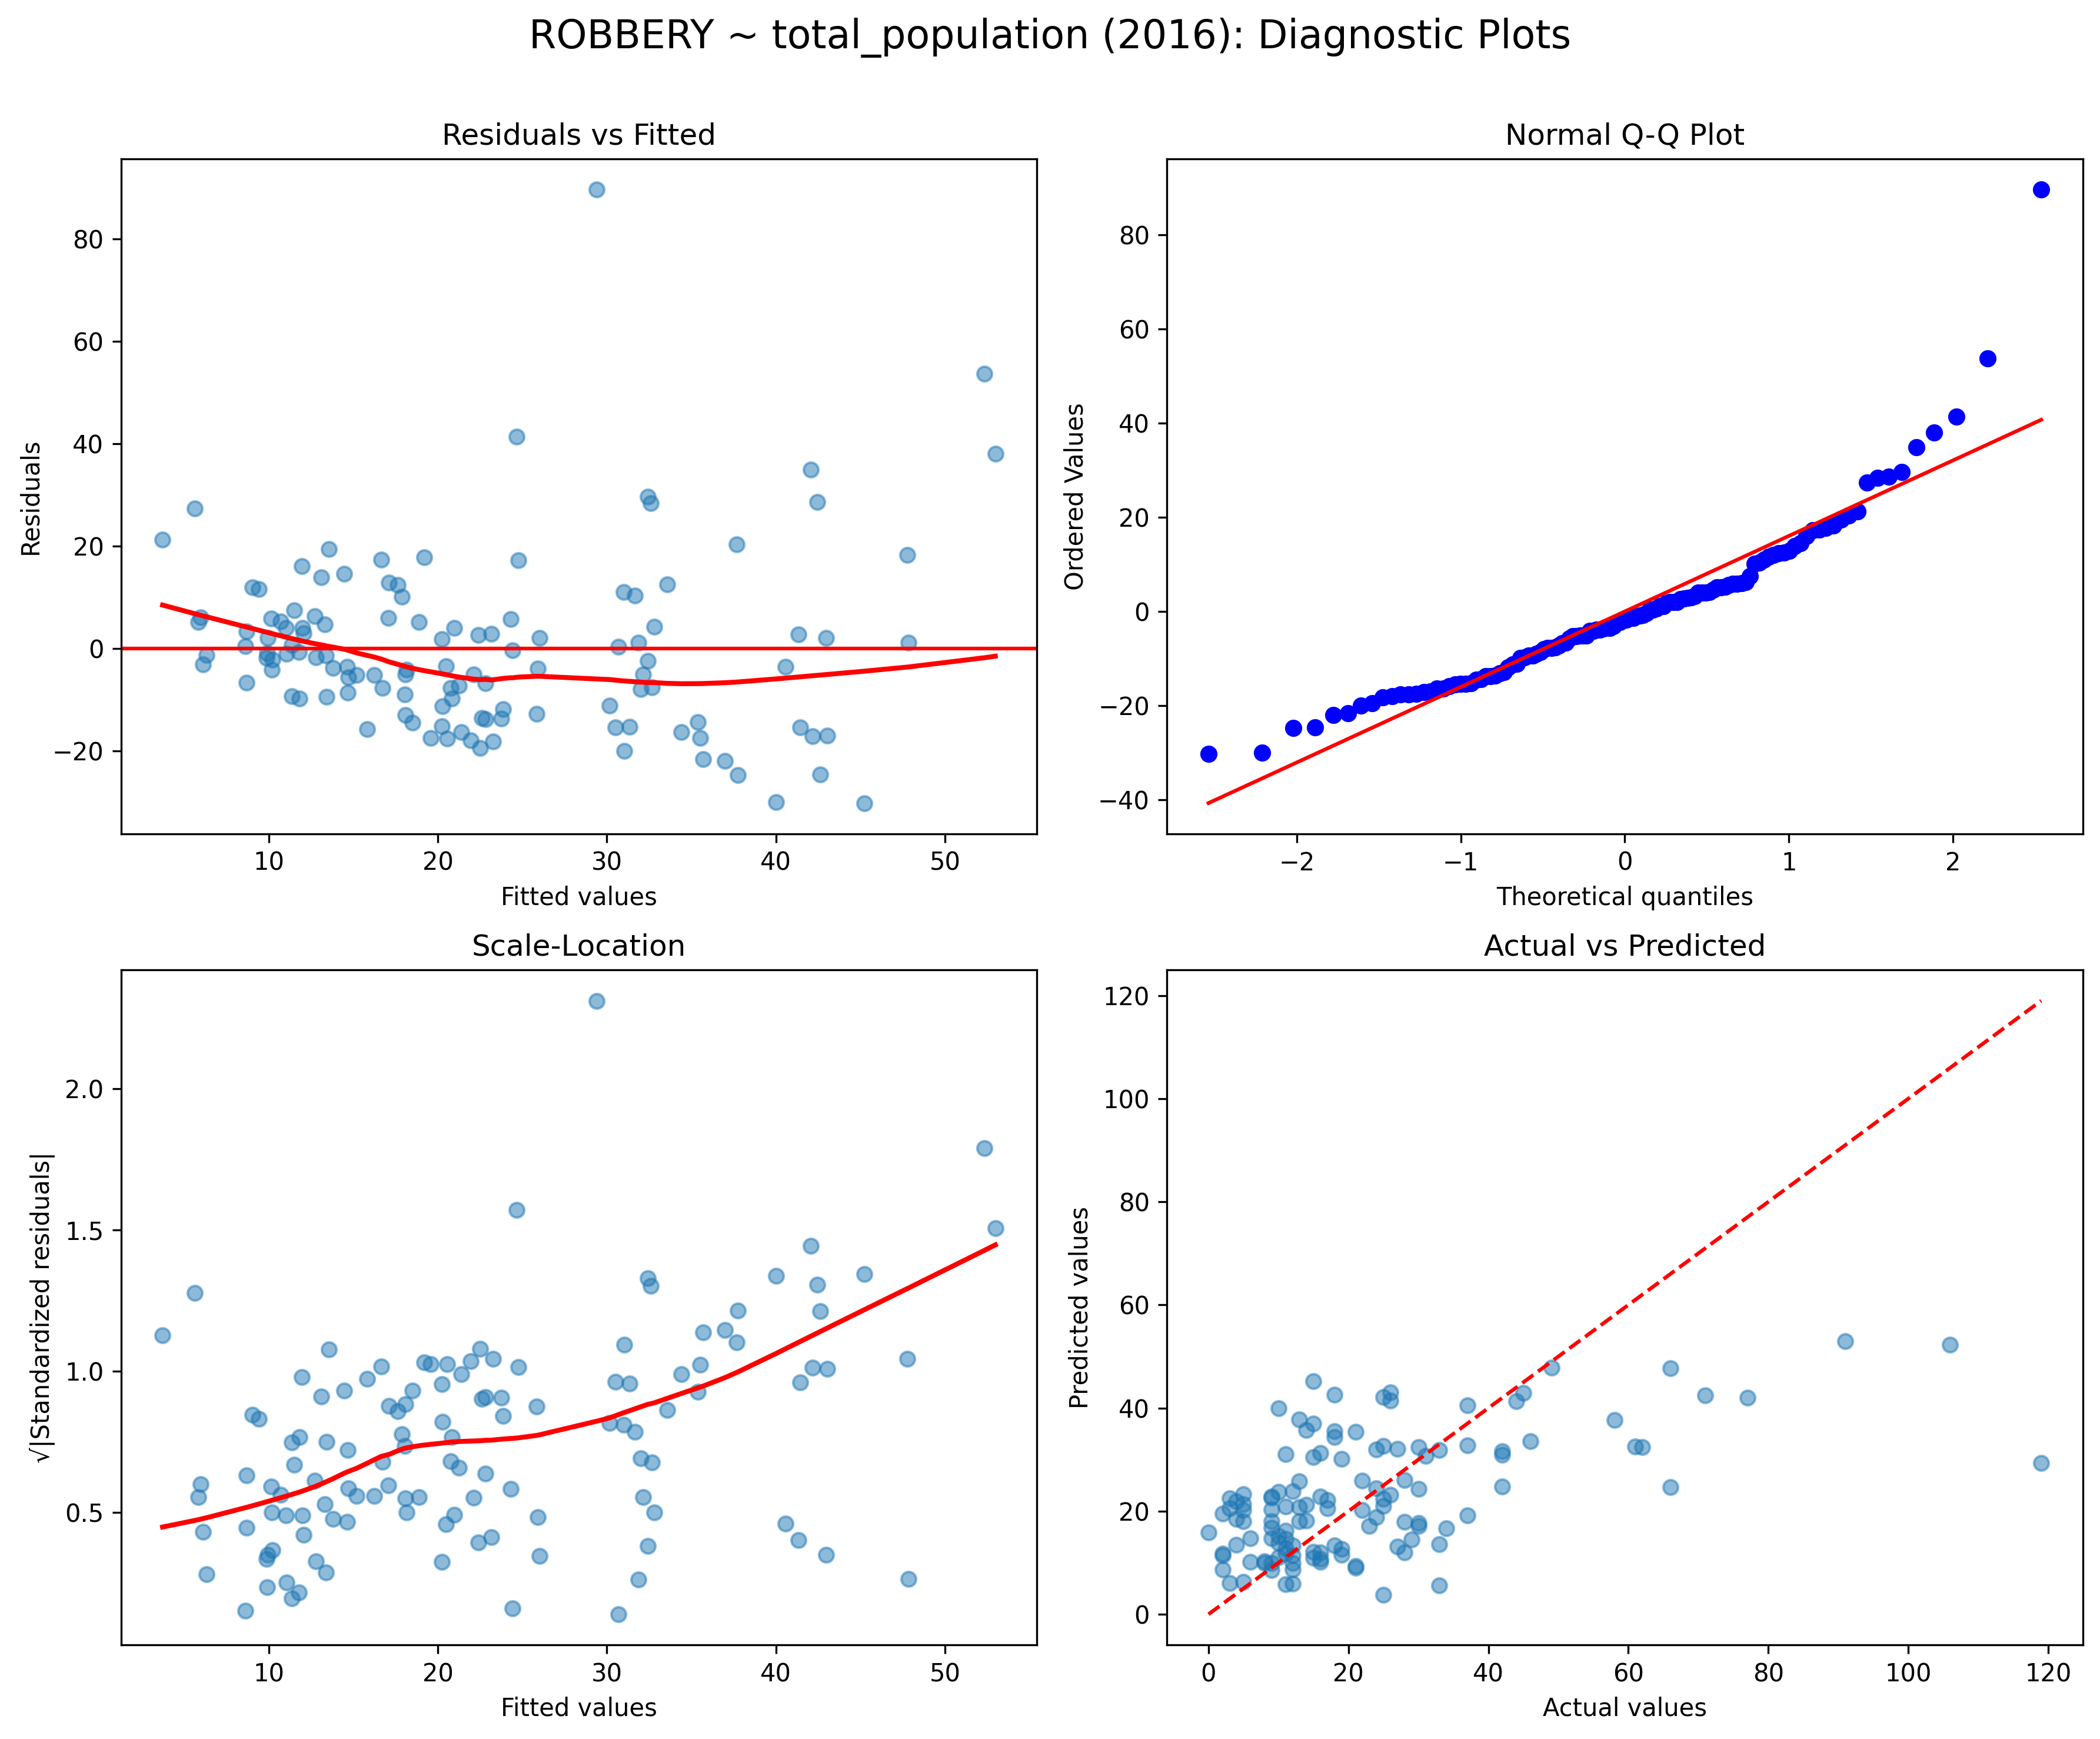 ROBBERY ~ total_population (2016): Diagnostic Plots
Residuals vs Fitted
Residuals
80
60
40
20
0
−20
10 20 30 40 50
Fitted values
Normal Q-Q Plot
Ordered Values
80
60
40
20
0
−20
−40
−2 −1 0 1 2
Theoretical quantiles
Scale-Location
√|Standardized residuals|
2.0
1.5
1.0
0.5
10 20 30 40 50
Fitted values
Actual vs Predicted
Predicted values
120
100
80
60
40
20
0
0 20 40 60 80 100 120
Actual values